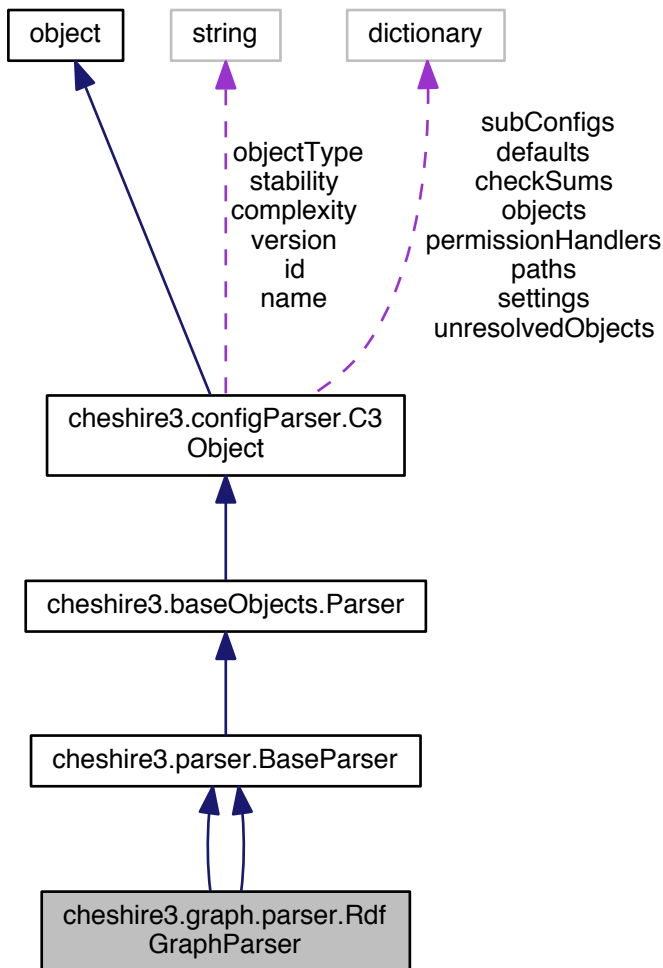 object
string
dictionary
objectType
stability
complexity
version
id
name
subConfigs
defaults
checkSums
objects
permissionHandlers
paths
settings
unresolvedObjects
cheshire3.configParser.C3
Object
cheshire3.baseObjects.Parser
cheshire3.parser.BaseParser
cheshire3.graph.parser.Rdf
GraphParser